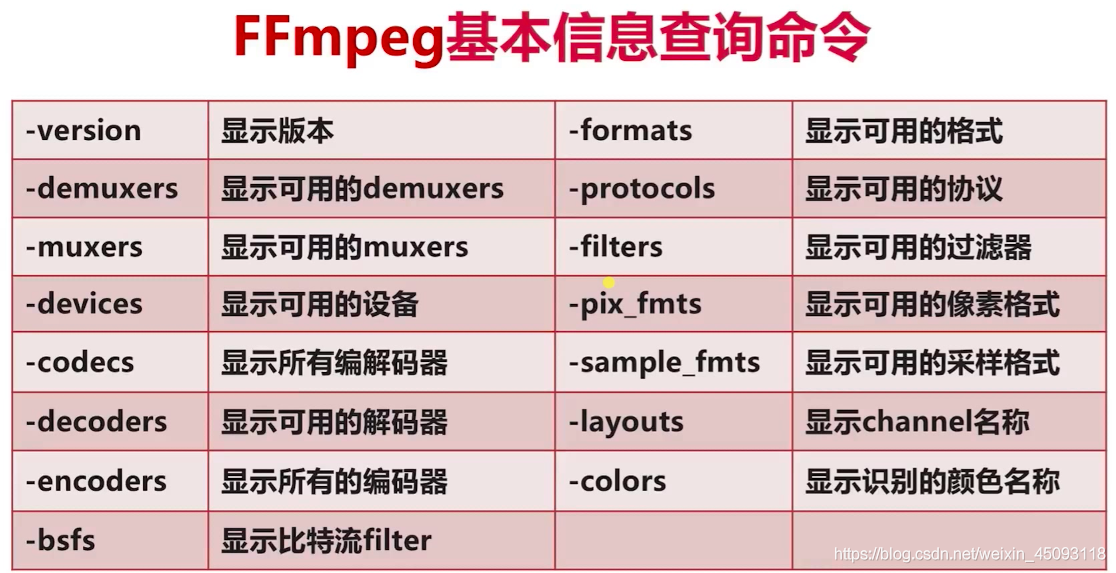 FFmpeg基本信息查询命令
-version 显示版本 -formats 显示可用的格式
-demuxers 显示可用的demuxers -protocols 显示可用的协议
-muxers 显示可用的muxers -filters 显示可用的过滤器
-devices 显示可用的设备 -pix_fmts 显示可用的像素格式
-codecs 显示所有编解码器 -sample_fmts 显示可用的采样格式
-decoders 显示可用的解码器 -layouts 显示channel名称
-encoders 显示所有的编码器 -colors 显示识别的颜色名称
-bsfs 显示比特流filter
https://blog.csdn.net/weixin_45093118